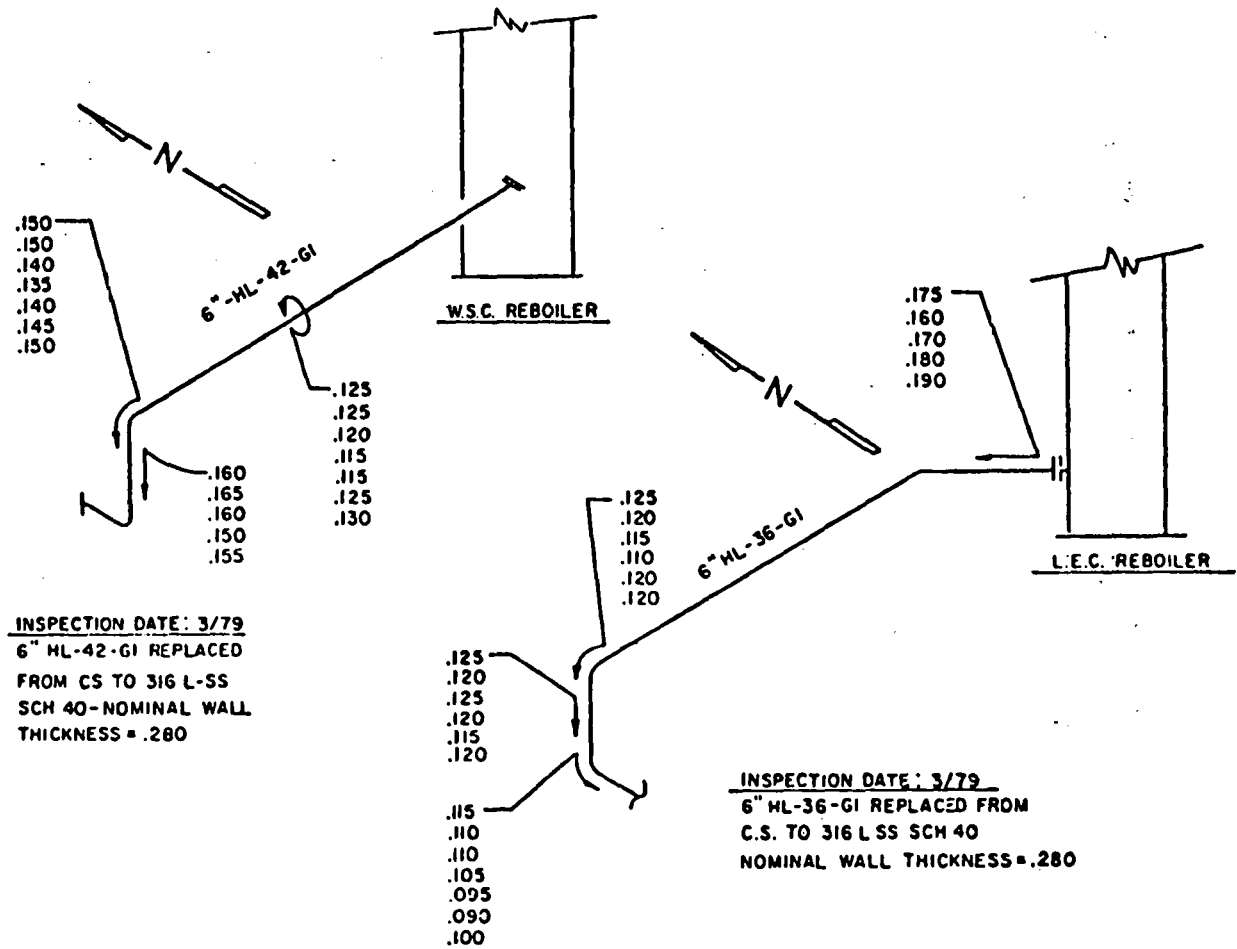 N
6"-HL-42-G1
W.S.C. REBOILER
.150
.150
.140
.135
.140
.145
.150
.125
.125
.120
.115
.115
.125
.130
.160
.165
.160
.150
.155
INSPECTION DATE: 3/79
6" HL-42-G1 REPLACED
FROM CS TO 316 L-SS
SCH 40-NOMINAL WALL
THICKNESS = .280
N
.175
.160
.170
.180
.190
L.E.C. REBOILER
6" HL-36-G1
.125
.120
.115
.110
.120
.120
.125
.120
.125
.120
.115
.120
.115
.110
.110
.105
.095
.090
.100
INSPECTION DATE: 3/79
6" HL-36-G1 REPLACED FROM
C.S. TO 316 L SS SCH 40
NOMINAL WALL THICKNESS = .280